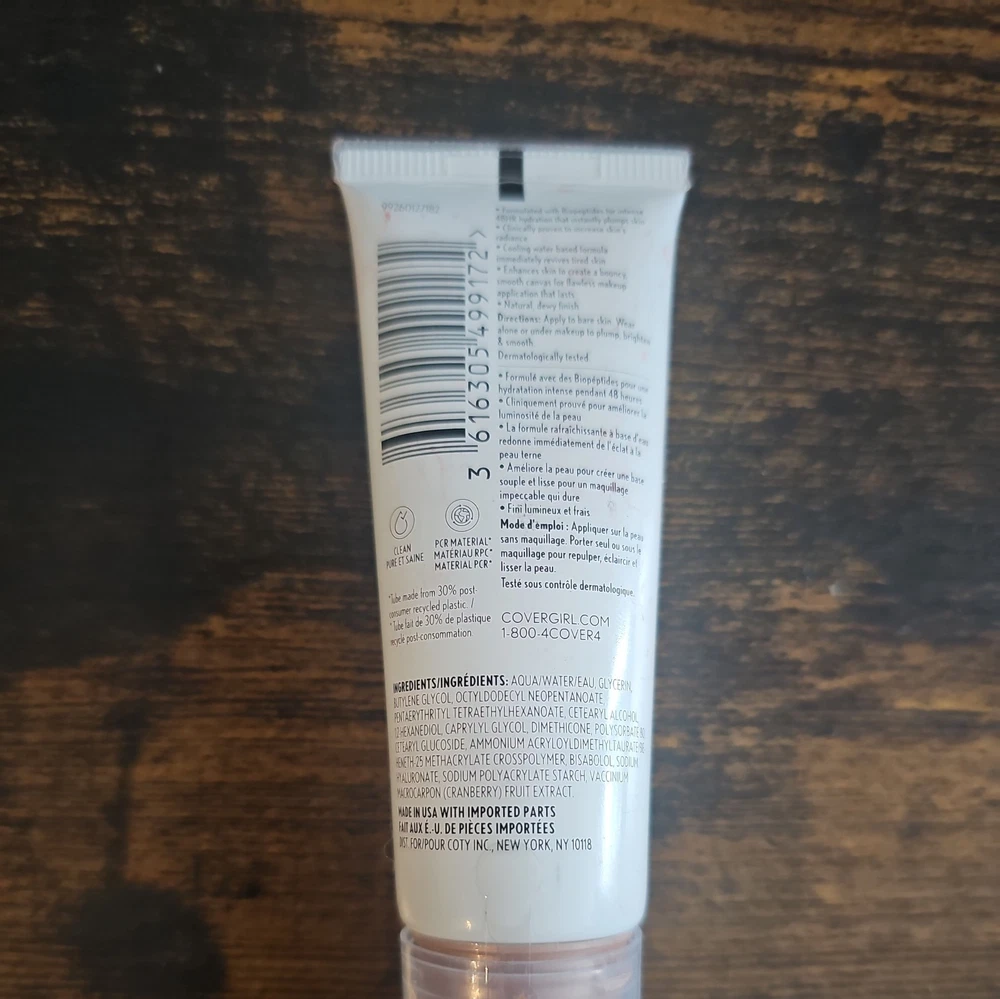 • Formulated with Biopeptides for intense
48HR hydration that instantly plumps skin
• Clinically proven to increase skin's
radiance
• Cooling water based formula
immediately revives tired skin
• Enhances skin to create a bouncy,
smooth canvas for flawless makeup
application that lasts
• Natural, dewy finish
Directions: Apply to bare skin. Wear
alone or under makeup to plump, brighten
& smooth
Dermatologically tested
• Formulé avec des Biopéptides pour une
hydratation intense pendant 48 heures
• Cliniquement prouvé pour améliorer la
luminosité de la peau
• La formule rafraîchissante à base d'eau
redonne immédiatement de l'éclat à la
peau terne
• Améliore la peau pour créer une base
souple et lisse pour un maquillage
impeccable qui dure
• Fini lumineux et frais
Mode d'emploi : Appliquer sur la peau
sans maquillage. Porter seul ou sous le
maquillage pour repulper, éclaircir et
lisser la peau.
Testé sous contrôle dermatologique.
3 616305 499172 >
CLEAN
PURE ET SAINE
PCR MATERIAL*
MATÉRIAU RPC*
MATERIAL PCR*
*Tube made from 30% post-
consumer recycled plastic. /
*Tube fait de 30% de plastique
recyclé post-consommation.
COVERGIRL.COM
1-800-4COVER4
INGREDIENTS/INGRÉDIENTS: AQUA/WATER/EAU, GLYCERIN,
BUTYLENE GLYCOL, OCTYLDODECYL NEOPENTANOATE,
PENTAERYTHRITYL TETRAETHYLHEXANOATE, CETEARYL ALCOHOL,
1,2 HEXANEDIOL, CAPRYLYL GLYCOL, DIMETHICONE, POLYSORBATE 60,
CETEARYL GLUCOSIDE, AMMONIUM ACRYLOYLDIMETHYLTAURATE/
BEHENETH-25 METHACRYLATE CROSSPOLYMER, BISABOLOL, SODIUM
HYALURONATE, SODIUM POLYACRYLATE STARCH, VACCINIUM
MACROCARPON (CRANBERRY) FRUIT EXTRACT.
MADE IN USA WITH IMPORTED PARTS
FAIT AUX É.-U. DE PIÈCES IMPORTÉES
DIST. FOR/POUR COTY INC., NEW YORK, NY 10118